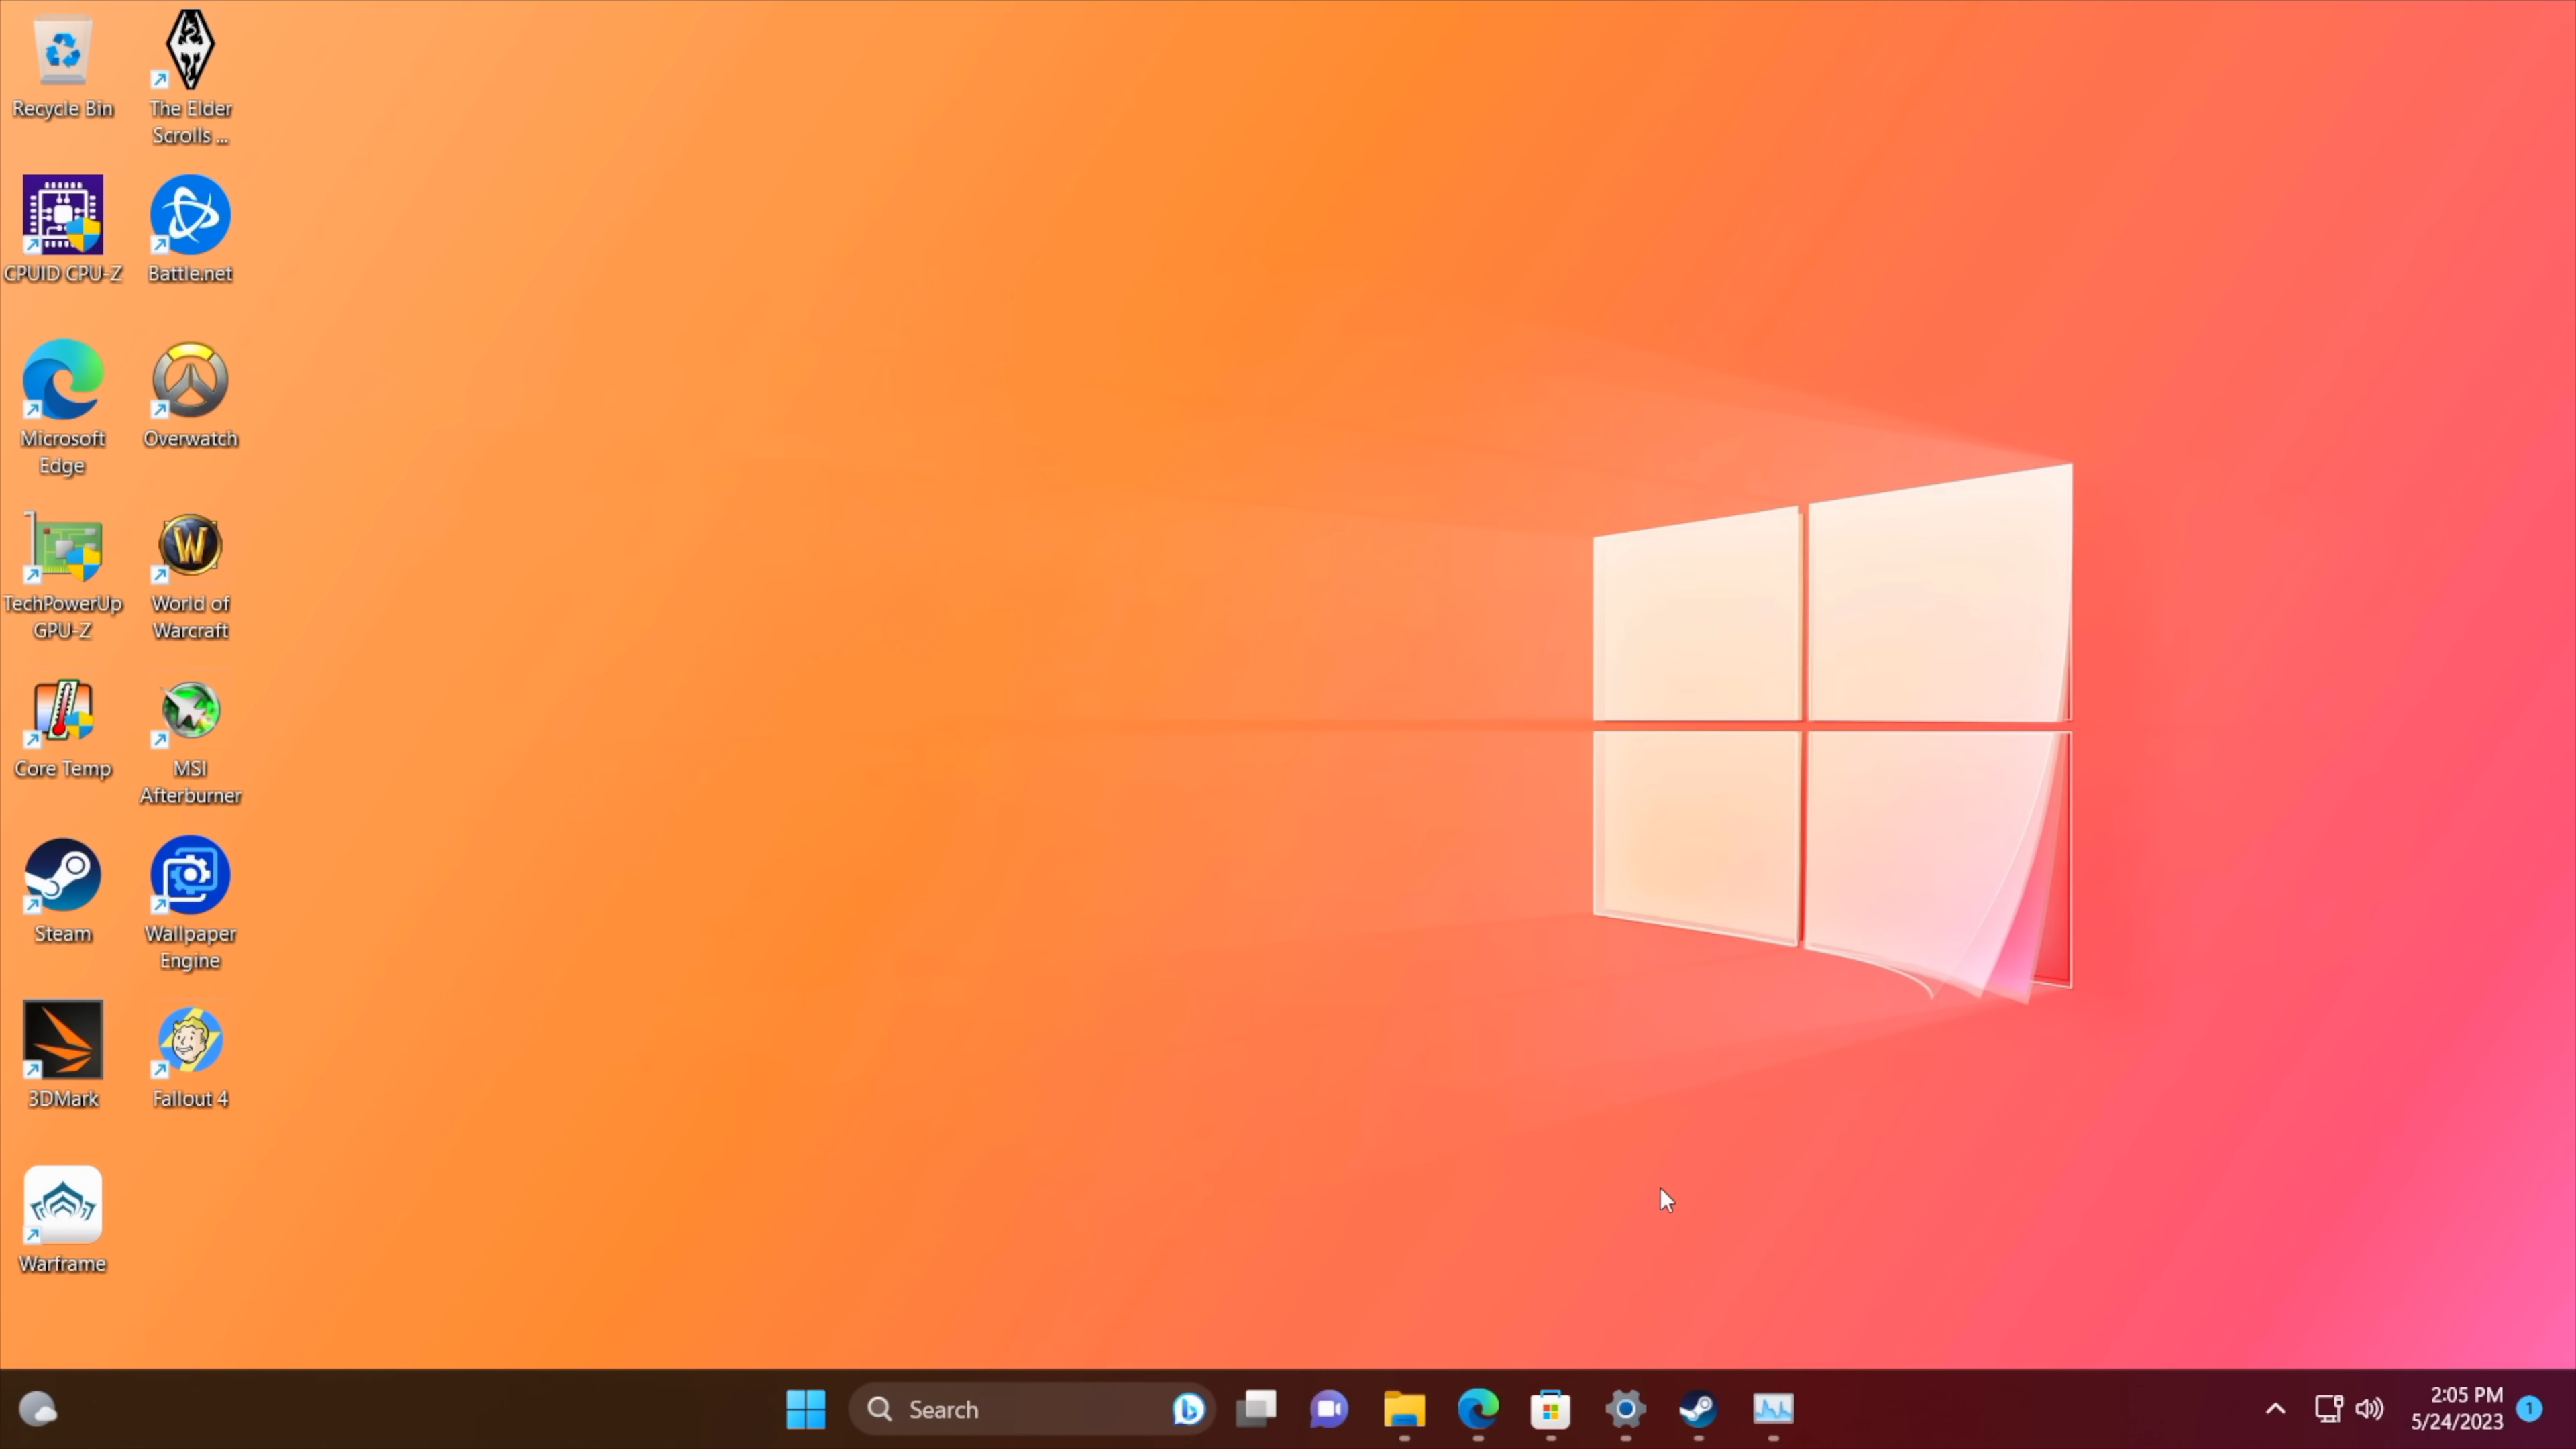 Recycle Bin
The Elder
Scrolls ...
CPUID CPU-Z
Battle.net
Microsoft
Edge
Overwatch
TechPowerUp
GPU-Z
World of
Warcraft
Core Temp
MSI
Afterburner
Steam
Wallpaper
Engine
3DMark
Fallout 4
Warframe
Search
2:05 PM
5/24/2023
1